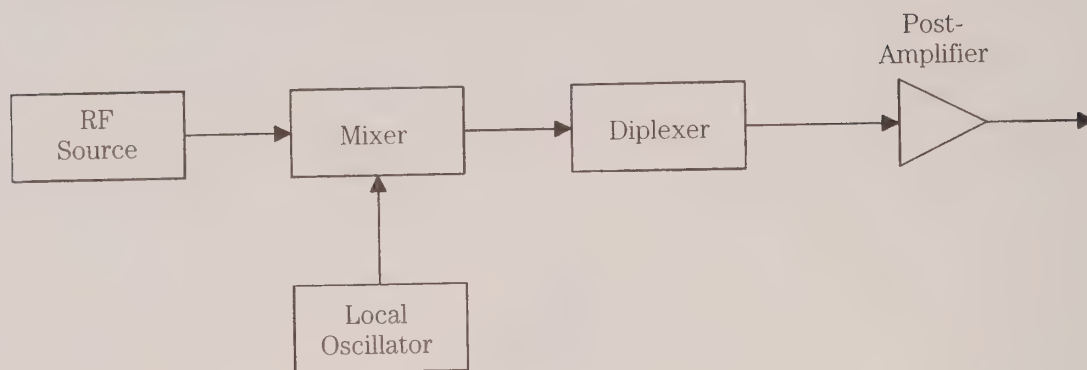 Post-
Amplifier
RF
Source
Mixer
Diplexer
Local
Oscillator